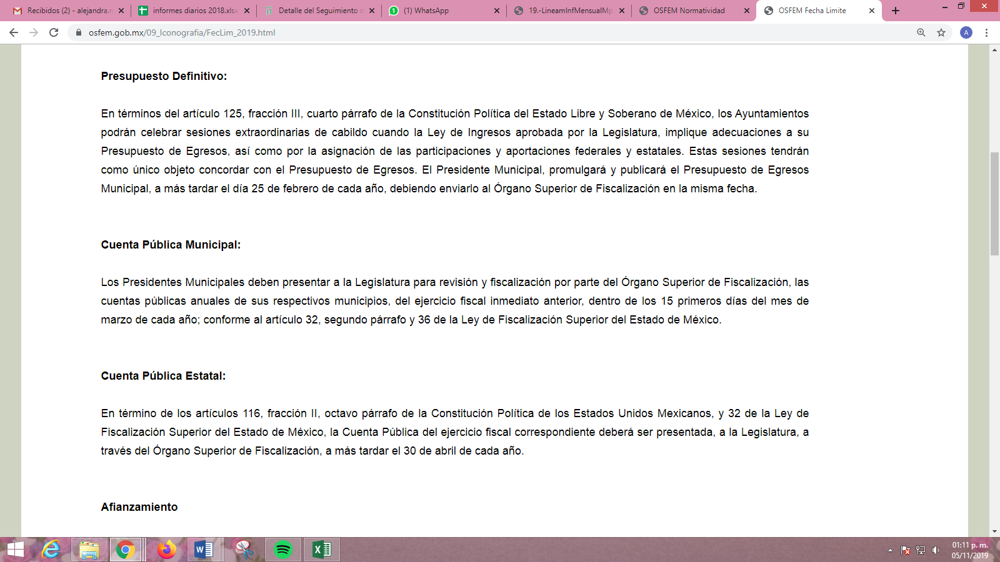 Recibidos (2) - alejandra.
informes diarios 2018.xlsx
Detalle del Seguimiento
(1) WhatsApp
19.-LineamInfMensualMp
OSFEM Normatividad
OSFEM Fecha Limite
osfem.gob.mx/09_Iconografia/FecLim_2019.html
A
Presupuesto Definitivo:
En términos del artículo 125, fracción III, cuarto párrafo de la Constitución Política del Estado Libre y Soberano de México, los Ayuntamientos
podrán celebrar sesiones extraordinarias de cabildo cuando la Ley de Ingresos aprobada por la Legislatura, implique adecuaciones a su
Presupuesto de Egresos, así como por la asignación de las participaciones y aportaciones federales y estatales. Estas sesiones tendrán
como único objeto concordar con el Presupuesto de Egresos. El Presidente Municipal, promulgará y publicará el Presupuesto de Egresos
Municipal, a más tardar el día 25 de febrero de cada año, debiendo enviarlo al Órgano Superior de Fiscalización en la misma fecha.
Cuenta Pública Municipal:
Los Presidentes Municipales deben presentar a la Legislatura para revisión y fiscalización por parte del Órgano Superior de Fiscalización, las
cuentas públicas anuales de sus respectivos municipios, del ejercicio fiscal inmediato anterior, dentro de los 15 primeros días del mes de
marzo de cada año; conforme al artículo 32, segundo párrafo y 36 de la Ley de Fiscalización Superior del Estado de México.
Cuenta Pública Estatal:
En término de los artículos 116, fracción II, octavo párrafo de la Constitución Política de los Estados Unidos Mexicanos, y 32 de la Ley de
Fiscalización Superior del Estado de México, la Cuenta Pública del ejercicio fiscal correspondiente deberá ser presentada, a la Legislatura, a
través del Órgano Superior de Fiscalización, a más tardar el 30 de abril de cada año.
Afianzamiento
01:11 p. m.
05/11/2019